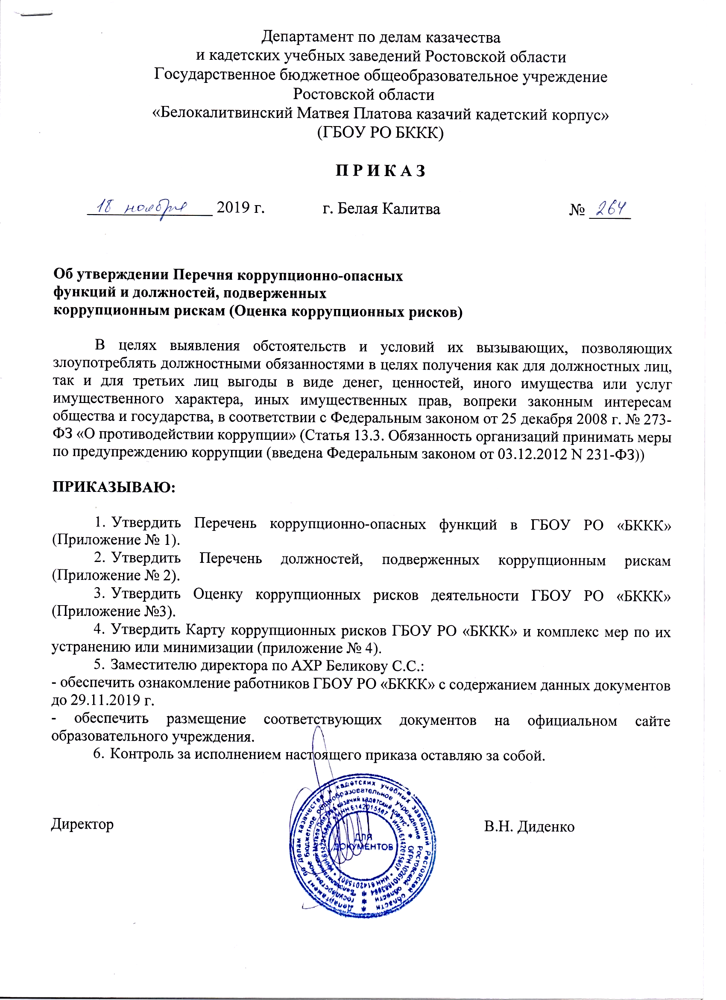 Департамент по делам казачества
и кадетских учебных заведений Ростовской области
Государственное бюджетное общеобразовательное учреждение
Ростовской области
«Белокалитвинский Матвея Платова казачий кадетский корпус»
(ГБОУ РО БККК)
П Р И К А З
18 ноября 2019 г. г. Белая Калитва № 264
Об утверждении Перечня коррупционно-опасных
функций и должностей, подверженных
коррупционным рискам (Оценка коррупционных рисков)
В целях выявления обстоятельств и условий их вызывающих, позволяющих
злоупотреблять должностными обязанностями в целях получения как для должностных лиц,
так и для третьих лиц выгоды в виде денег, ценностей, иного имущества или услуг
имущественного характера, иных имущественных прав, вопреки законным интересам
общества и государства, в соответствии с Федеральным законом от 25 декабря 2008 г. № 273-
ФЗ «О противодействии коррупции» (Статья 13.3. Обязанность организаций принимать меры
по предупреждению коррупции (введена Федеральным законом от 03.12.2012 N 231-ФЗ))
ПРИКАЗЫВАЮ:
1. Утвердить Перечень коррупционно-опасных функций в ГБОУ РО «БККК»
(Приложение № 1).
2. Утвердить Перечень должностей, подверженных коррупционным рискам
(Приложение № 2).
3. Утвердить Оценку коррупционных рисков деятельности ГБОУ РО «БККК»
(Приложение №3).
4. Утвердить Карту коррупционных рисков ГБОУ РО «БККК» и комплекс мер по их
устранению или минимизации (приложение № 4).
5. Заместителю директора по АХР Беликову С.С.:
- обеспечить ознакомление работников ГБОУ РО «БККК» с содержанием данных документов
до 29.11.2019 г.
- обеспечить размещение соответствующих документов на официальном сайте
образовательного учреждения.
6. Контроль за исполнением настоящего приказа оставляю за собой.
Директор В.Н. Диденко
Департамент по делам казачества и кадетских учебных заведений Ростовской области
Государственное бюджетное общеобразовательное учреждение Ростовской области
"Белокалитвинский Матвея Платова казачий кадетский корпус" * ОГРН
ИНН 6142015807 * ИНН 6142015807 * ИНН 6142015807 * ИНН 6142015807
ДЛЯ
ДОКУМЕНТОВ